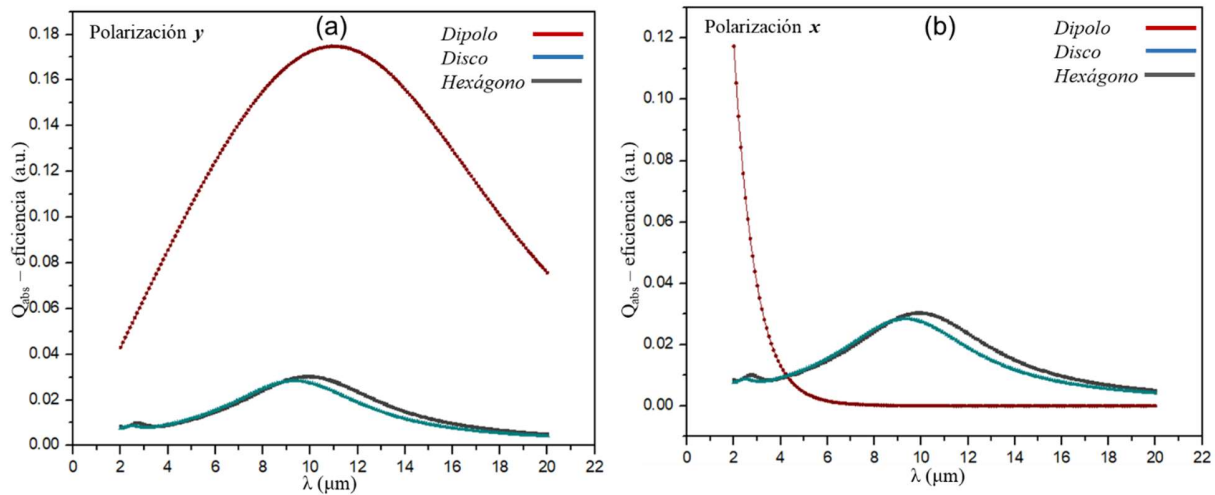 (a)
Polarización y
Dipolo
Disco
Hexágono
0.18
0.16
0.14
0.12
0.10
0.08
0.06
0.04
0.02
0.00
Qabs – eficiencia (a.u.)
0 2 4 6 8 10 12 14 16 18 20 22
λ (μm)
(b)
Polarización x
Dipolo
Disco
Hexágono
0.12
0.10
0.08
0.06
0.04
0.02
0.00
Qabs – eficiencia (a.u.)
0 2 4 6 8 10 12 14 16 18 20 22
λ (μm)